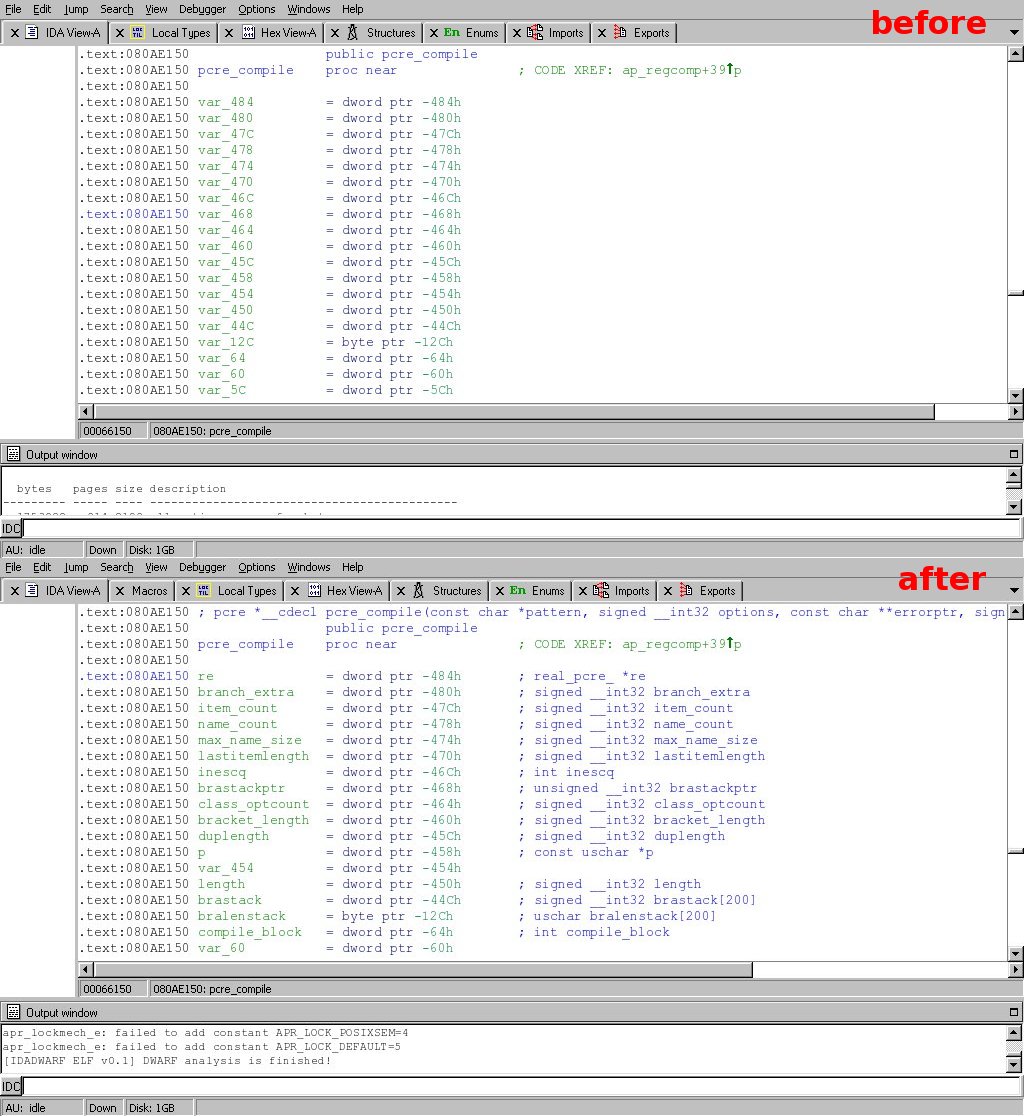 File Edit Jump Search View Debugger Options Windows Help
before
IDA View-A Local Types Hex View-A Structures En Enums Imports Exports
.text:080AE150 public pcre_compile
.text:080AE150 pcre_compile proc near ; CODE XREF: ap_regcomp+39↑p
.text:080AE150
.text:080AE150 var_484 = dword ptr -484h
.text:080AE150 var_480 = dword ptr -480h
.text:080AE150 var_47C = dword ptr -47Ch
.text:080AE150 var_478 = dword ptr -478h
.text:080AE150 var_474 = dword ptr -474h
.text:080AE150 var_470 = dword ptr -470h
.text:080AE150 var_46C = dword ptr -46Ch
.text:080AE150 var_468 = dword ptr -468h
.text:080AE150 var_464 = dword ptr -464h
.text:080AE150 var_460 = dword ptr -460h
.text:080AE150 var_45C = dword ptr -45Ch
.text:080AE150 var_458 = dword ptr -458h
.text:080AE150 var_454 = dword ptr -454h
.text:080AE150 var_450 = dword ptr -450h
.text:080AE150 var_44C = dword ptr -44Ch
.text:080AE150 var_12C = byte ptr -12Ch
.text:080AE150 var_64 = dword ptr -64h
.text:080AE150 var_60 = dword ptr -60h
.text:080AE150 var_5C = dword ptr -5Ch
00066150 080AE150: pcre_compile
Output window
bytes pages size description
--------- ----- ---- --------------------------------------------
IDC
AU: idle Down Disk: 1GB
File Edit Jump Search View Debugger Options Windows Help
after
IDA View-A Macros Local Types Hex View-A Structures En Enums Imports Exports
.text:080AE150 ; pcre *__cdecl pcre_compile(const char *pattern, signed __int32 options, const char **errorptr, sign
.text:080AE150 public pcre_compile
.text:080AE150 pcre_compile proc near ; CODE XREF: ap_regcomp+39↑p
.text:080AE150
.text:080AE150 re = dword ptr -484h ; real_pcre_ *re
.text:080AE150 branch_extra = dword ptr -480h ; signed __int32 branch_extra
.text:080AE150 item_count = dword ptr -47Ch ; signed __int32 item_count
.text:080AE150 name_count = dword ptr -478h ; signed __int32 name_count
.text:080AE150 max_name_size = dword ptr -474h ; signed __int32 max_name_size
.text:080AE150 lastitemlength = dword ptr -470h ; signed __int32 lastitemlength
.text:080AE150 inescq = dword ptr -46Ch ; int inescq
.text:080AE150 brastackptr = dword ptr -468h ; unsigned __int32 brastackptr
.text:080AE150 class_optcount = dword ptr -464h ; signed __int32 class_optcount
.text:080AE150 bracket_length = dword ptr -460h ; signed __int32 bracket_length
.text:080AE150 duplength = dword ptr -45Ch ; signed __int32 duplength
.text:080AE150 p = dword ptr -458h ; const uschar *p
.text:080AE150 var_454 = dword ptr -454h
.text:080AE150 length = dword ptr -450h ; signed __int32 length
.text:080AE150 brastack = dword ptr -44Ch ; signed __int32 brastack[200]
.text:080AE150 bralenstack = byte ptr -12Ch ; uschar bralenstack[200]
.text:080AE150 compile_block = dword ptr -64h ; int compile_block
.text:080AE150 var_60 = dword ptr -60h
00066150 080AE150: pcre_compile
Output window
apr_lockmech_e: failed to add constant APR_LOCK_POSIXSEM=4
apr_lockmech_e: failed to add constant APR_LOCK_DEFAULT=5
[IDADWARF ELF v0.1] DWARF analysis is finished!
IDC
AU: idle Down Disk: 1GB